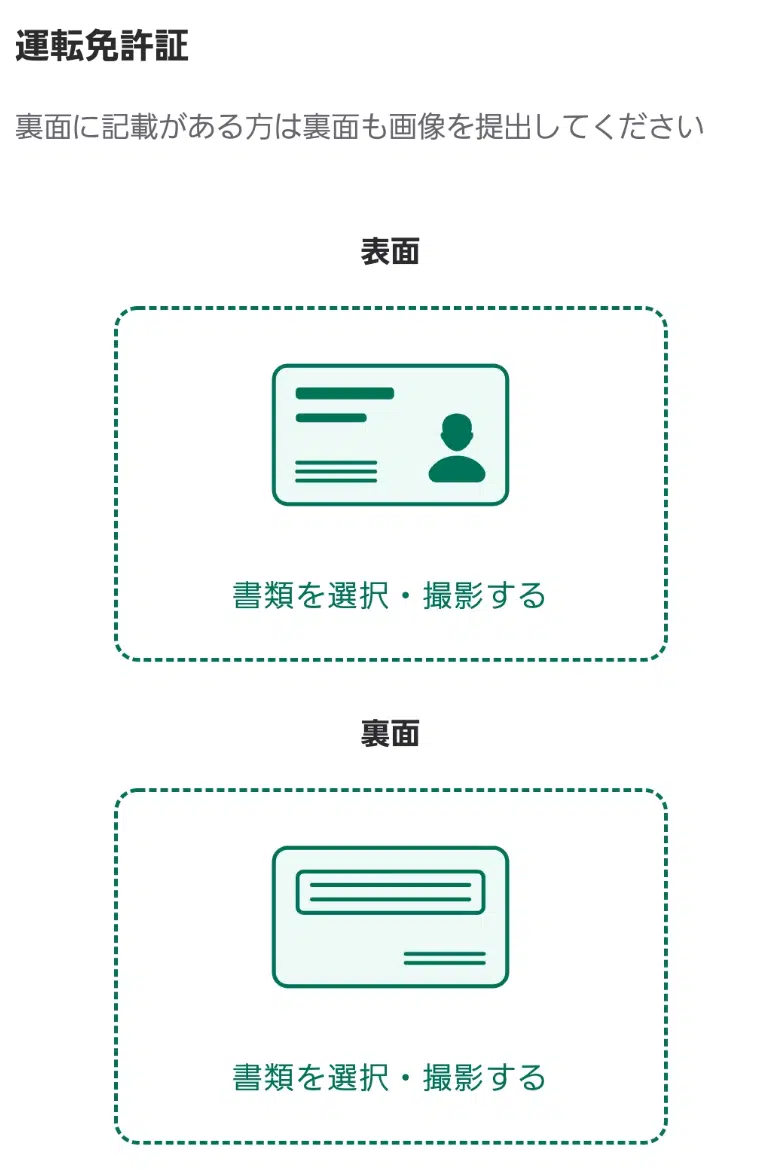 運転免許証
裏面に記載がある方は裏面も画像を提出してください
表面
書類を選択・撮影する
裏面
書類を選択・撮影する